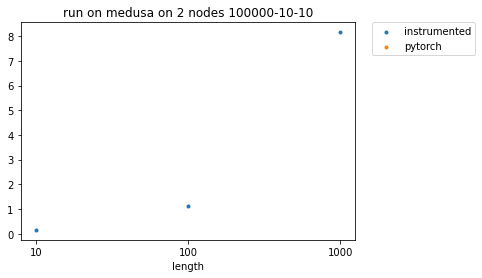 run on medusa on 2 nodes 100000-10-10
instrumented
pytorch
8
7
6
5
4
3
2
1
0
10 100 1000
length